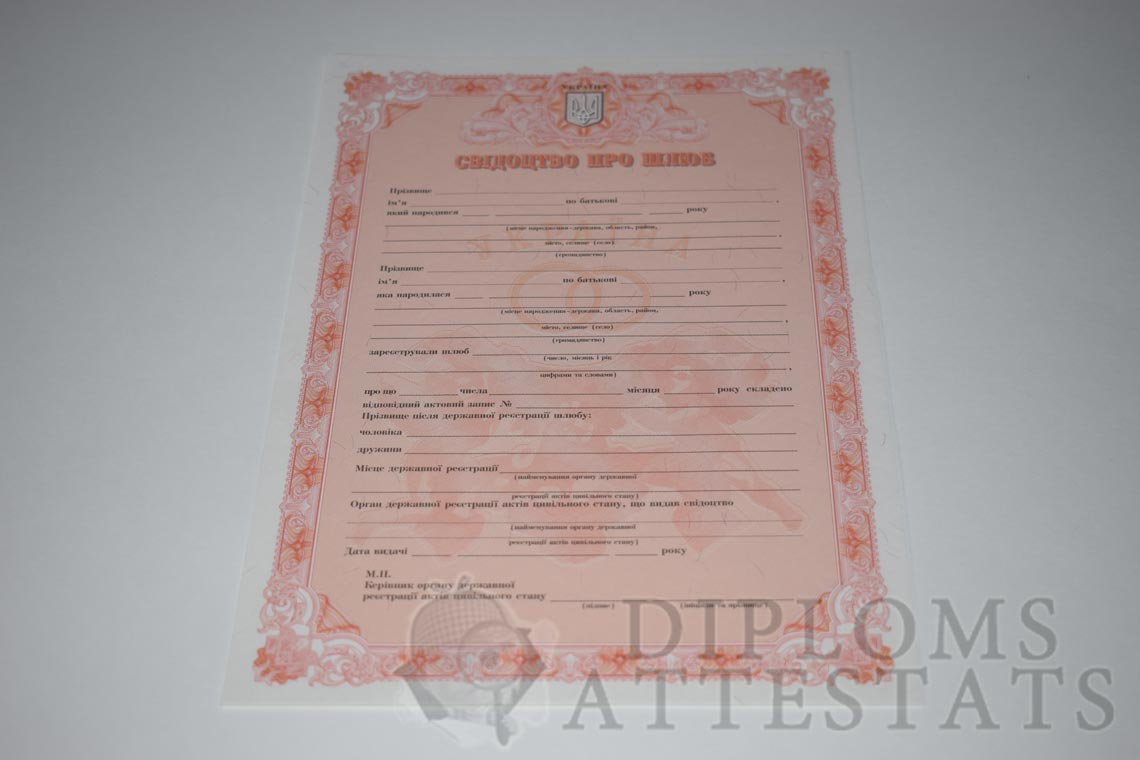 УКРАЇНА
СВІДОЦТВО ПРО ШЛЮБ
Прізвище
ім'я по батькові ,
який народився року
(місце народження-держава, область, район,
УКРАЇНА
місто, селище (село) ,
(громадянство)
Прізвище
ім'я по батькові ,
яка народилася року
(місце народження-держава, область, район,
місто, селище (село) ,
(громадянство)
зареєстрували шлюб
(число, місяць і рік
цифрами та словами) ,
про що числа місяця року складено
відповідний актовий запис №
Прізвище після державної реєстрації шлюбу:
чоловіка
дружини
Місце державної реєстрації
(найменування органу державної
реєстрації актів цивільного стану)
Орган державної реєстрації актів цивільного стану, що видав свідоцтво
(найменування органу державної
реєстрації актів цивільного стану)
Дата видачі року
М.П.
Керівник органу державної
реєстрації актів цивільного стану
(підпис) (ініціали та прізвище)
DIPLOMS
ATTESTATS